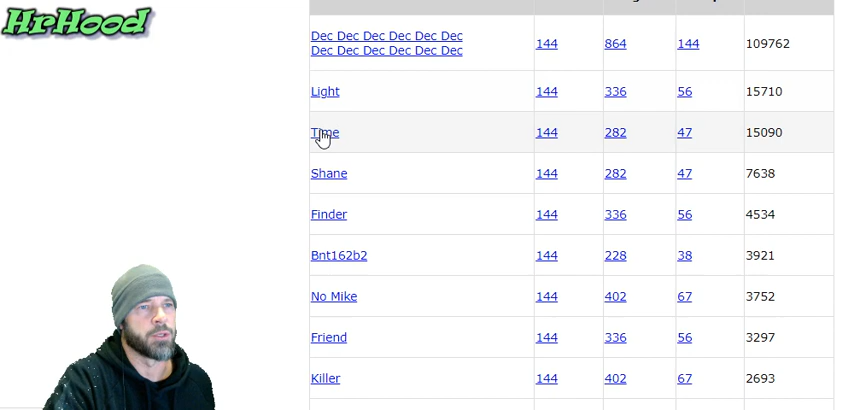 HrHood
Dec Dec Dec Dec Dec Dec
Dec Dec Dec Dec Dec Dec 144 864 144 109762
Light 144 336 56 15710
Time 144 282 47 15090
Shane 144 282 47 7638
Finder 144 336 56 4534
Bnt162b2 144 228 38 3921
No Mike 144 402 67 3752
Friend 144 336 56 3297
Killer 144 402 67 2693